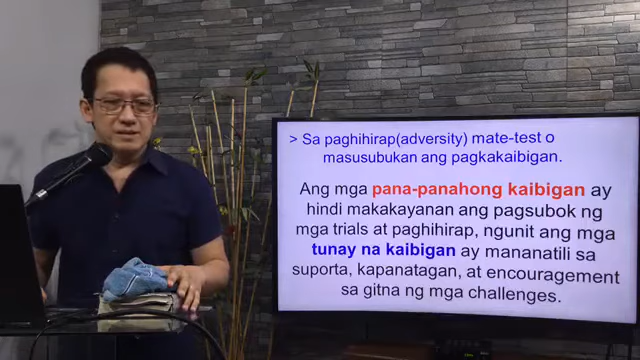 > Sa paghihirap(adversity) mate-test o
masusubukan ang pagkakaibigan.
Ang mga pana-panahong kaibigan ay
hindi makakayanan ang pagsubok ng
mga trials at paghihirap, ngunit ang mga
tunay na kaibigan ay mananatili sa
suporta, kapanatagan, at encouragement
sa gitna ng mga challenges.